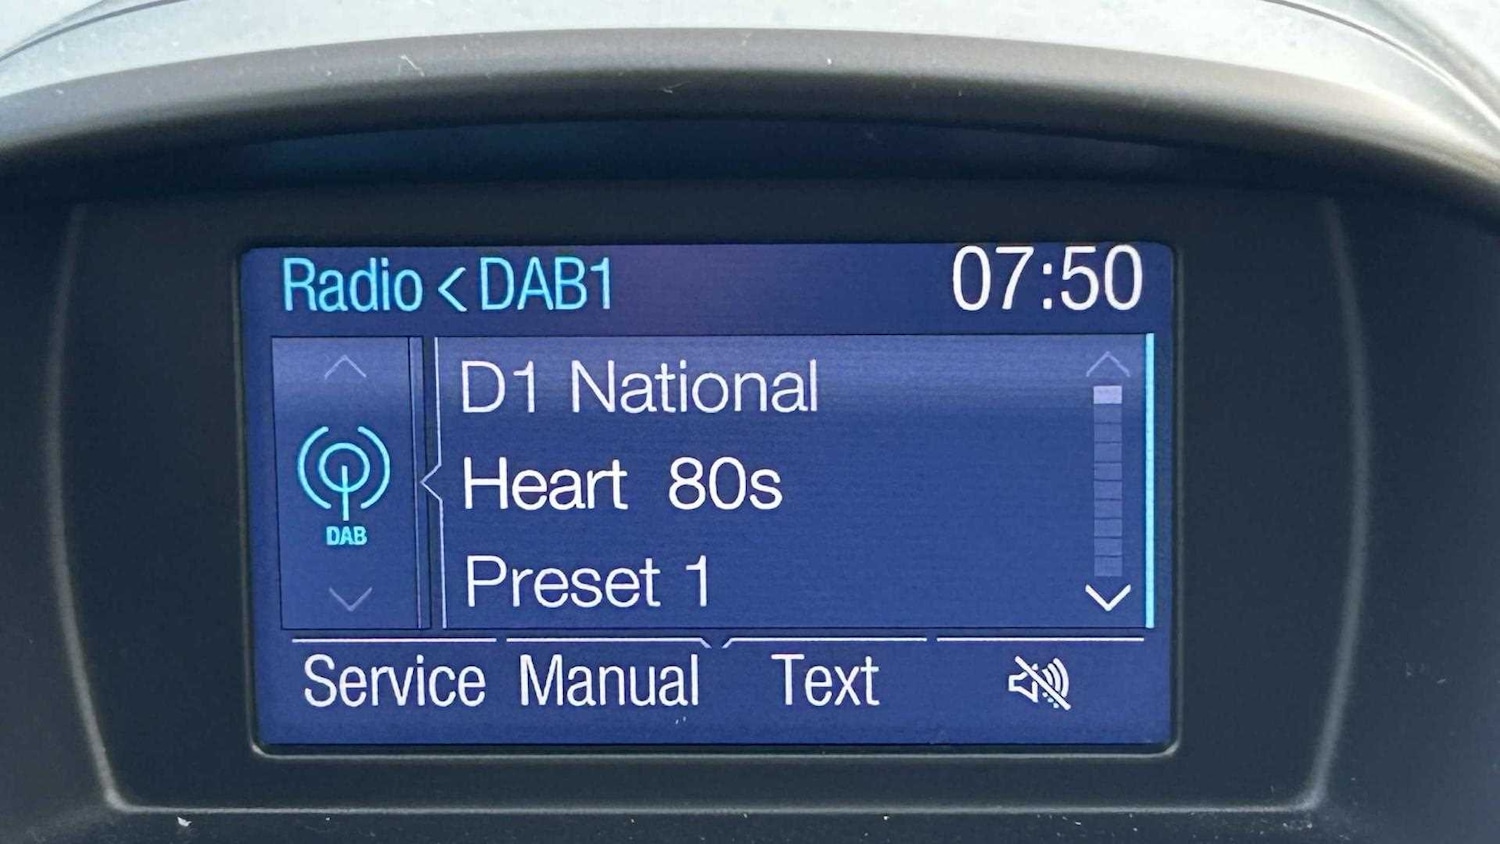 Radio < DAB1 07:50
D1 National
Heart 80s
DAB
Preset 1
Service Manual Text